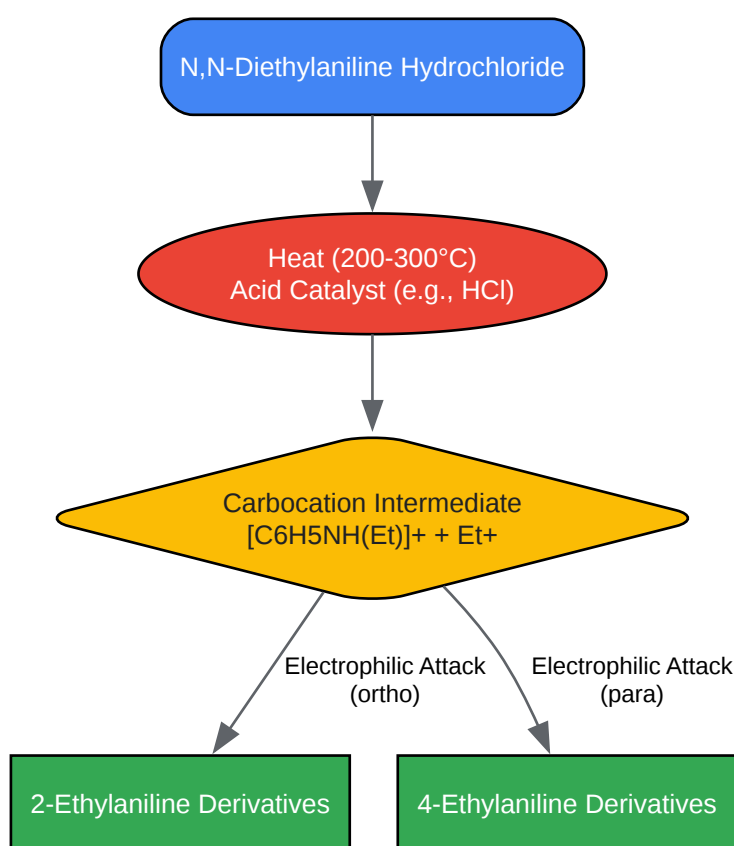 N,N-Diethylaniline Hydrochloride
Heat (200-300°C)
Acid Catalyst (e.g., HCl)
Carbocation Intermediate
[C6H5NH(Et)]+ + Et+
Electrophilic Attack
(ortho)
Electrophilic Attack
(para)
2-Ethylaniline Derivatives
4-Ethylaniline Derivatives